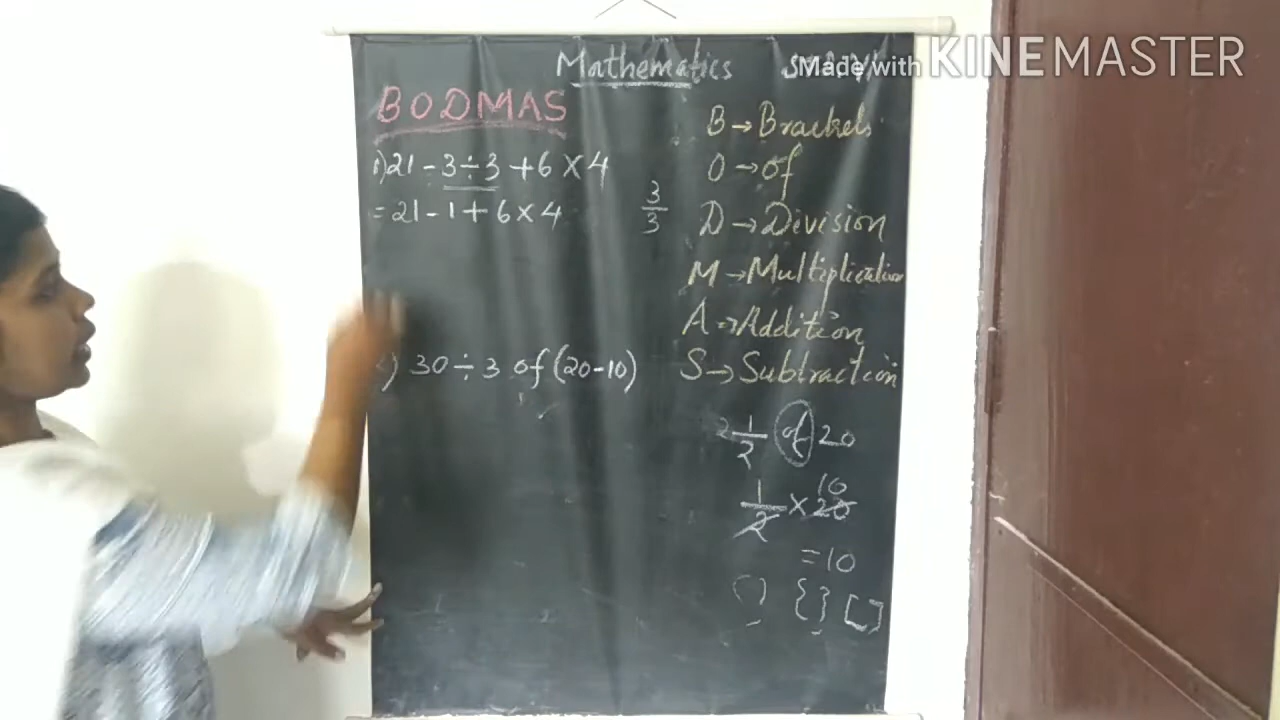 Made with KINEMASTER
Mathematics
BODMAS
1) 21 - 3 ÷ 3 + 6 × 4
= 21 - 1 + 6 × 4
3/3
) 30 ÷ 3 of (20 - 10)
B → Brackets
O → of
D → Division
M → Multiplication
A → Addition
S → Subtraction
2 1/2 of 20
1/2 × 20
10
= 10
( ) { } [ ]